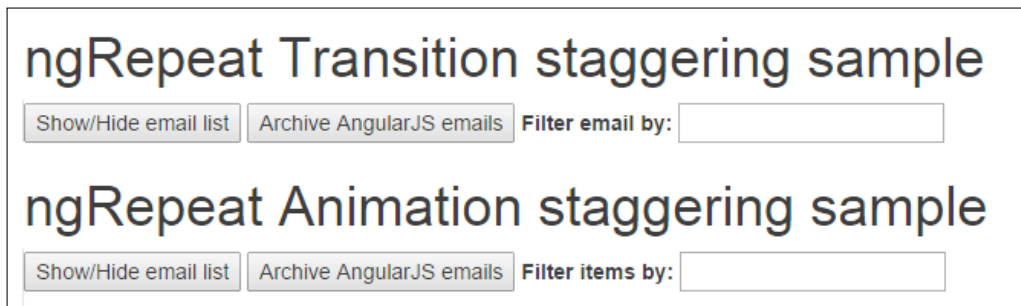 ngRepeat Transition staggering sample
Show/Hide email list Archive AngularJS emails Filter email by:
ngRepeat Animation staggering sample
Show/Hide email list Archive AngularJS emails Filter items by: